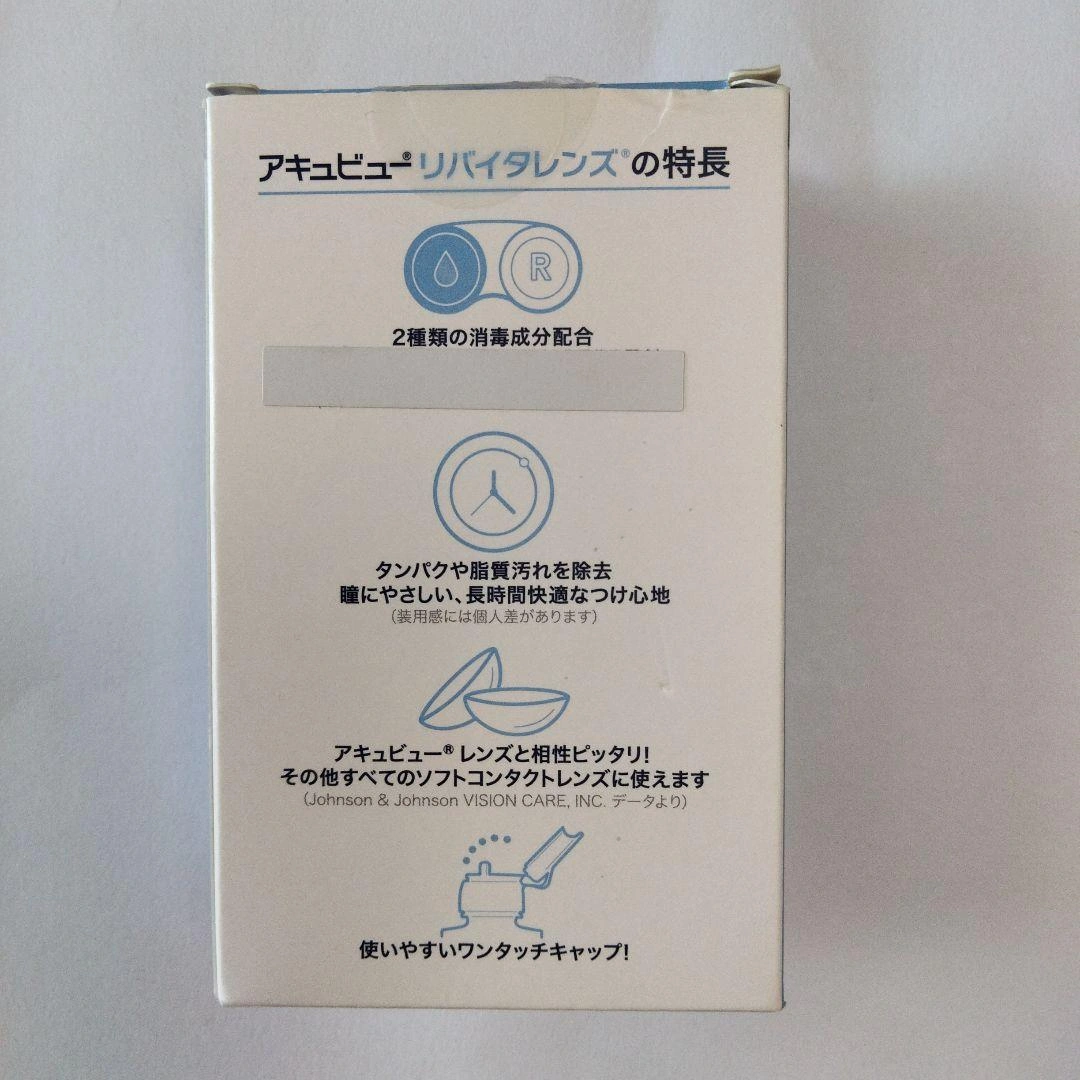 アキュビュー® リバイタレンズ®の特長
R
2種類の消毒成分配合
タンパクや脂質汚れを除去
瞳にやさしい、長時間快適なつけ心地
(装用感には個人差があります)
アキュビュー® レンズと相性ピッタリ!
その他すべてのソフトコンタクトレンズに使えます
(Johnson & Johnson VISION CARE, INC. データより)
使いやすいワンタッチキャップ!